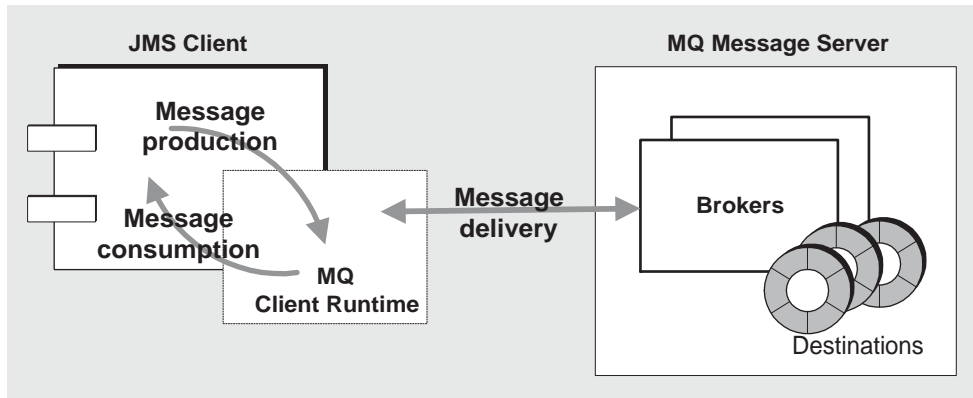 JMS Client
MQ Message Server
Message
production
Message
consumption
MQ
Client Runtime
Message
delivery
Brokers
Destinations